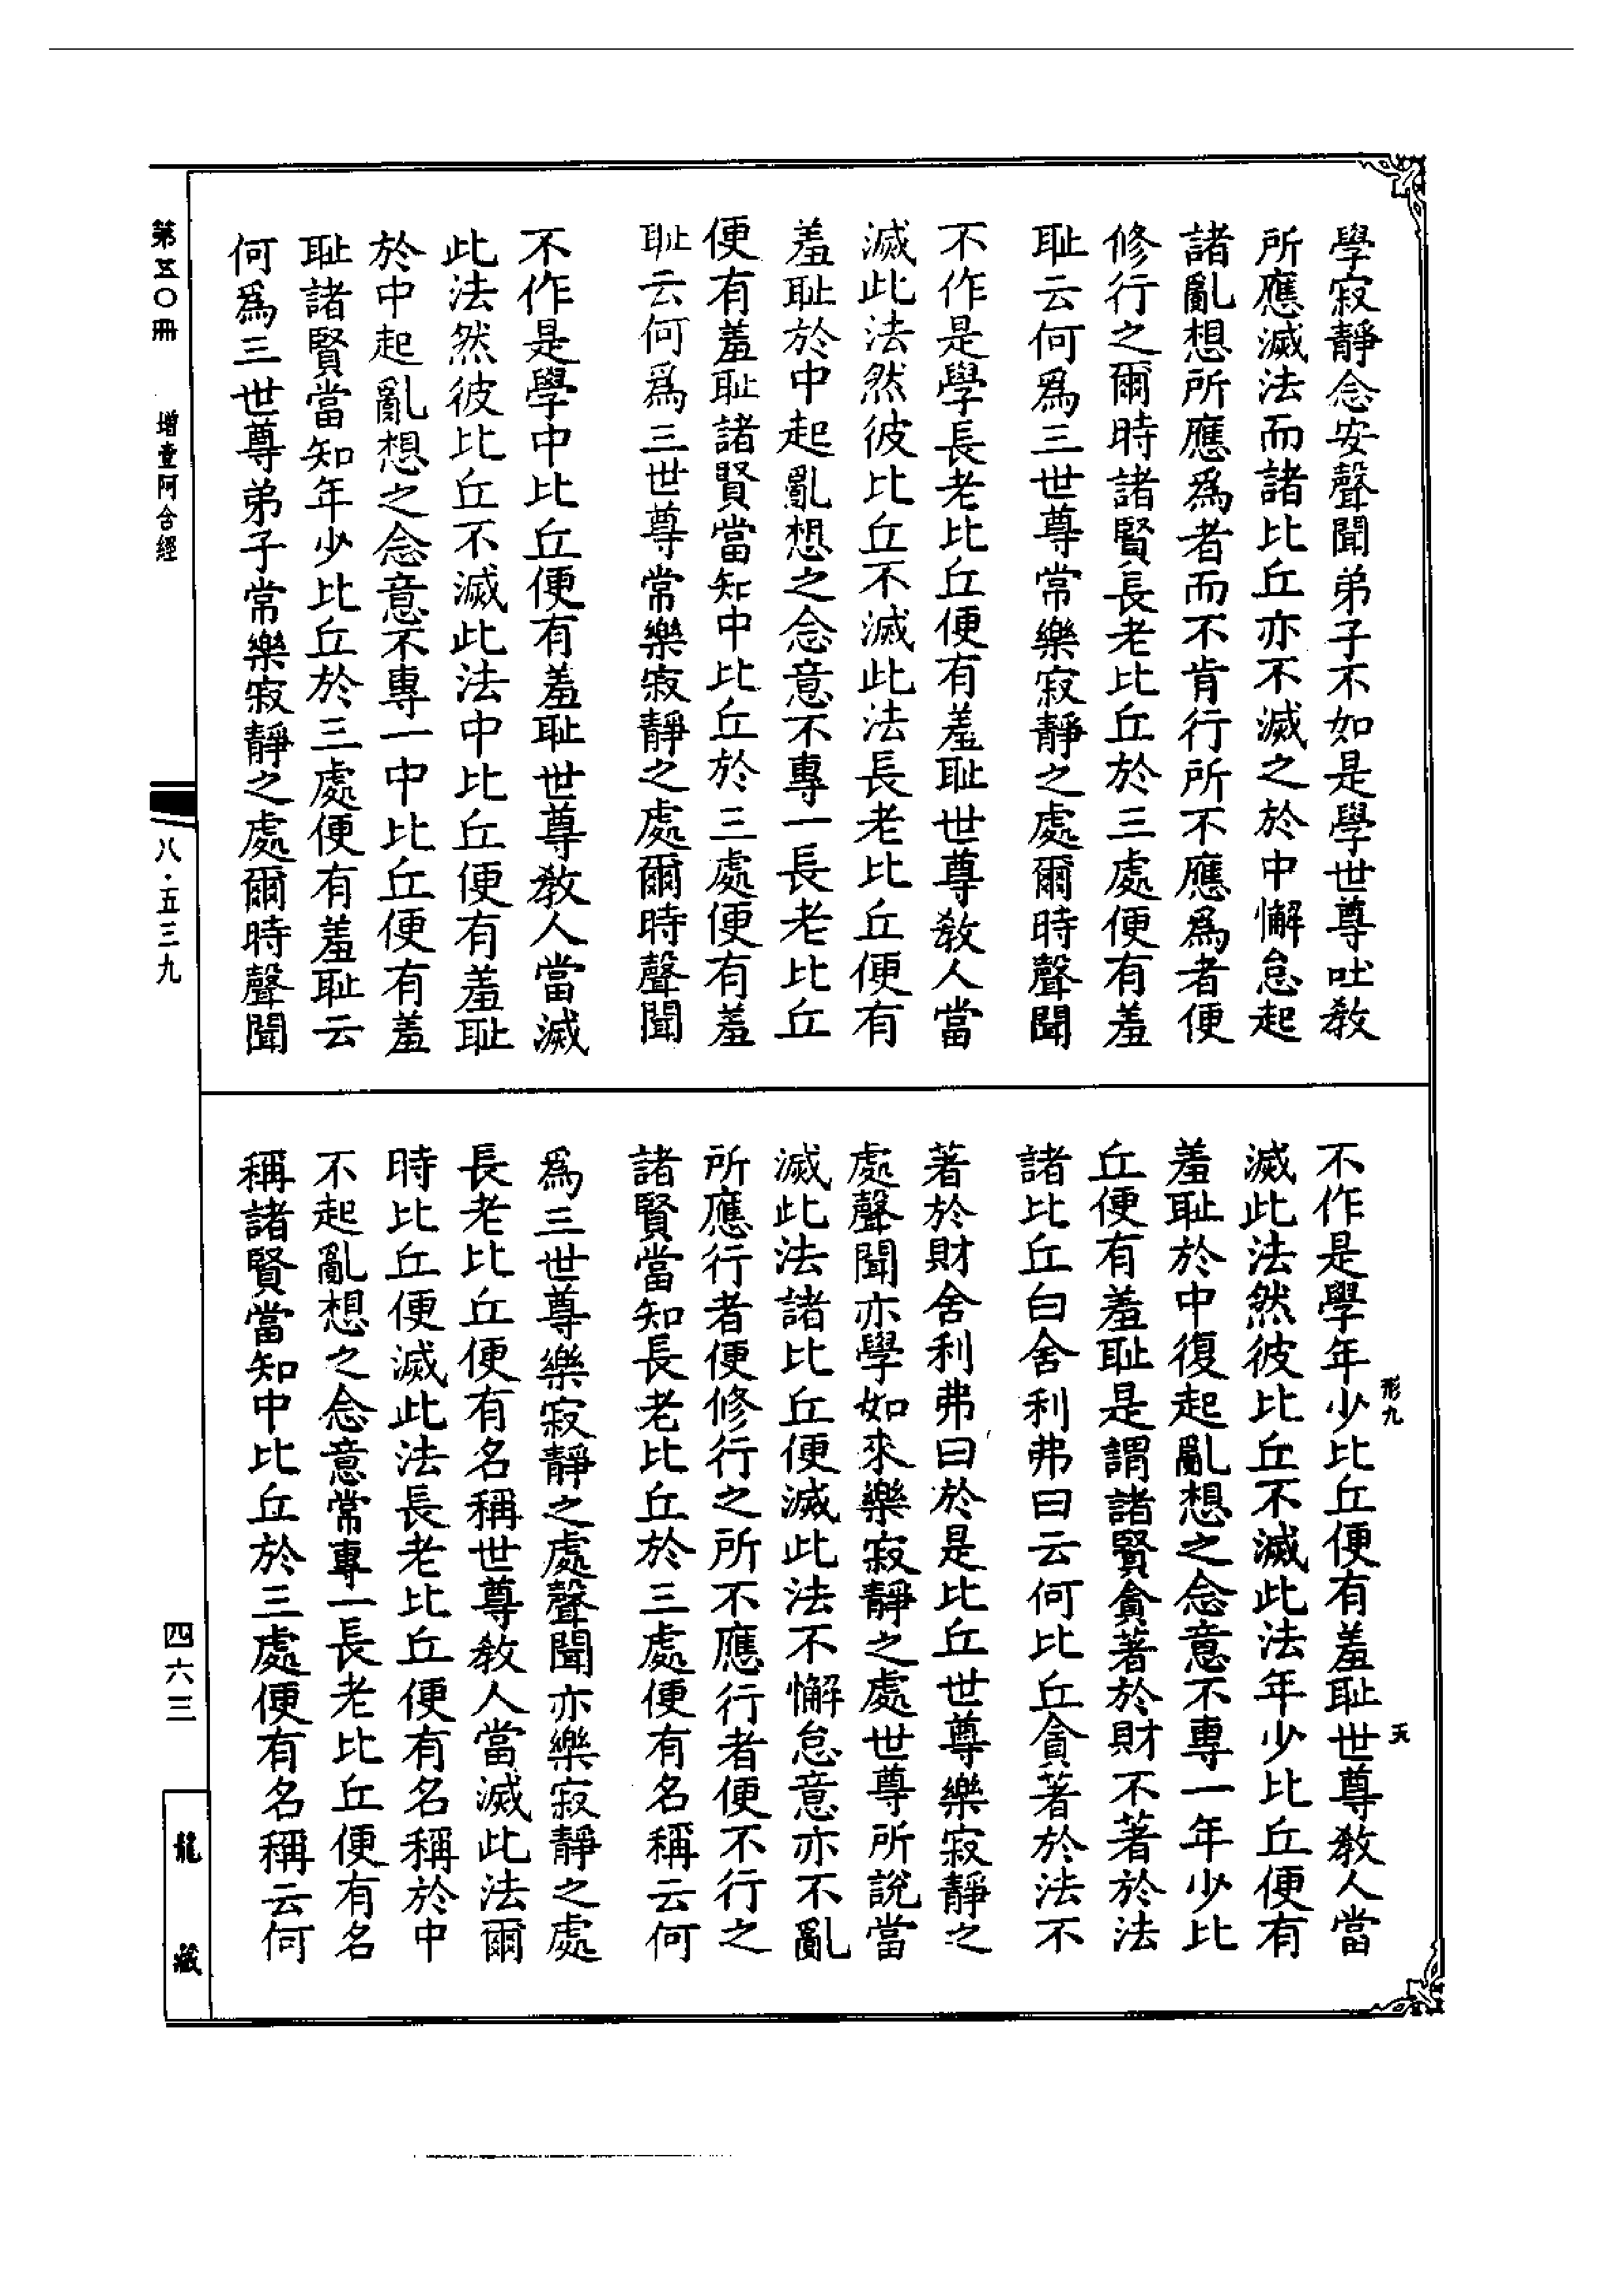 學寂靜念安聲聞弟子不如是學世尊吐教
所應滅法而諸比丘亦不滅之於中懈怠起
諸亂想所應爲者而不肯行所不應爲者便
修行之爾時諸賢長老比丘於三處便有羞
恥云何爲三世尊常樂寂靜之處爾時聲聞
不作是學長老比丘便有羞恥世尊教人當
滅此法然彼比丘不滅此法長老比丘便有
羞恥於中起亂想之念意不專一長老比丘
便有羞恥諸賢當知中比丘於三處便有羞
恥云何爲三世尊常樂寂靜之處爾時聲聞
不作是學中比丘便有羞恥世尊教人當滅
此法然彼比丘不滅此法中比丘便有羞恥
於中起亂想之念意不專一中比丘便有羞
恥諸賢當知年少比丘於三處便有羞恥云
何爲三世尊弟子常樂寂靜之處爾時聲聞
不作是學年少比丘便有羞恥世尊教人當
滅此法然彼比丘不滅此法年少比丘便有
羞恥於中復起亂想之念意不專一年少比
丘便有羞恥是謂諸賢貪著於財不著於法
諸比丘白舍利弗曰云何比丘貪著於法不
著於財舍利弗曰於是比丘世尊樂寂靜之
處聲聞亦學如來樂寂靜之處世尊所說當
滅此法諸比丘便滅此法不懈怠意亦不亂
所應行者便修行之所不應行者便不行之
諸賢當知長老比丘於三處便有名稱云何
爲三世尊樂寂靜之處聲聞亦樂寂靜之處
長老比丘便有名稱世尊教人當滅此法爾
時比丘便滅此法長老比丘便有名稱於中
不起亂想之念意常專一長老比丘便有名
稱諸賢當知中比丘於三處便有名稱云何
形九
天
第五〇冊
增壹阿含經
八·五三九
四六三
龍藏